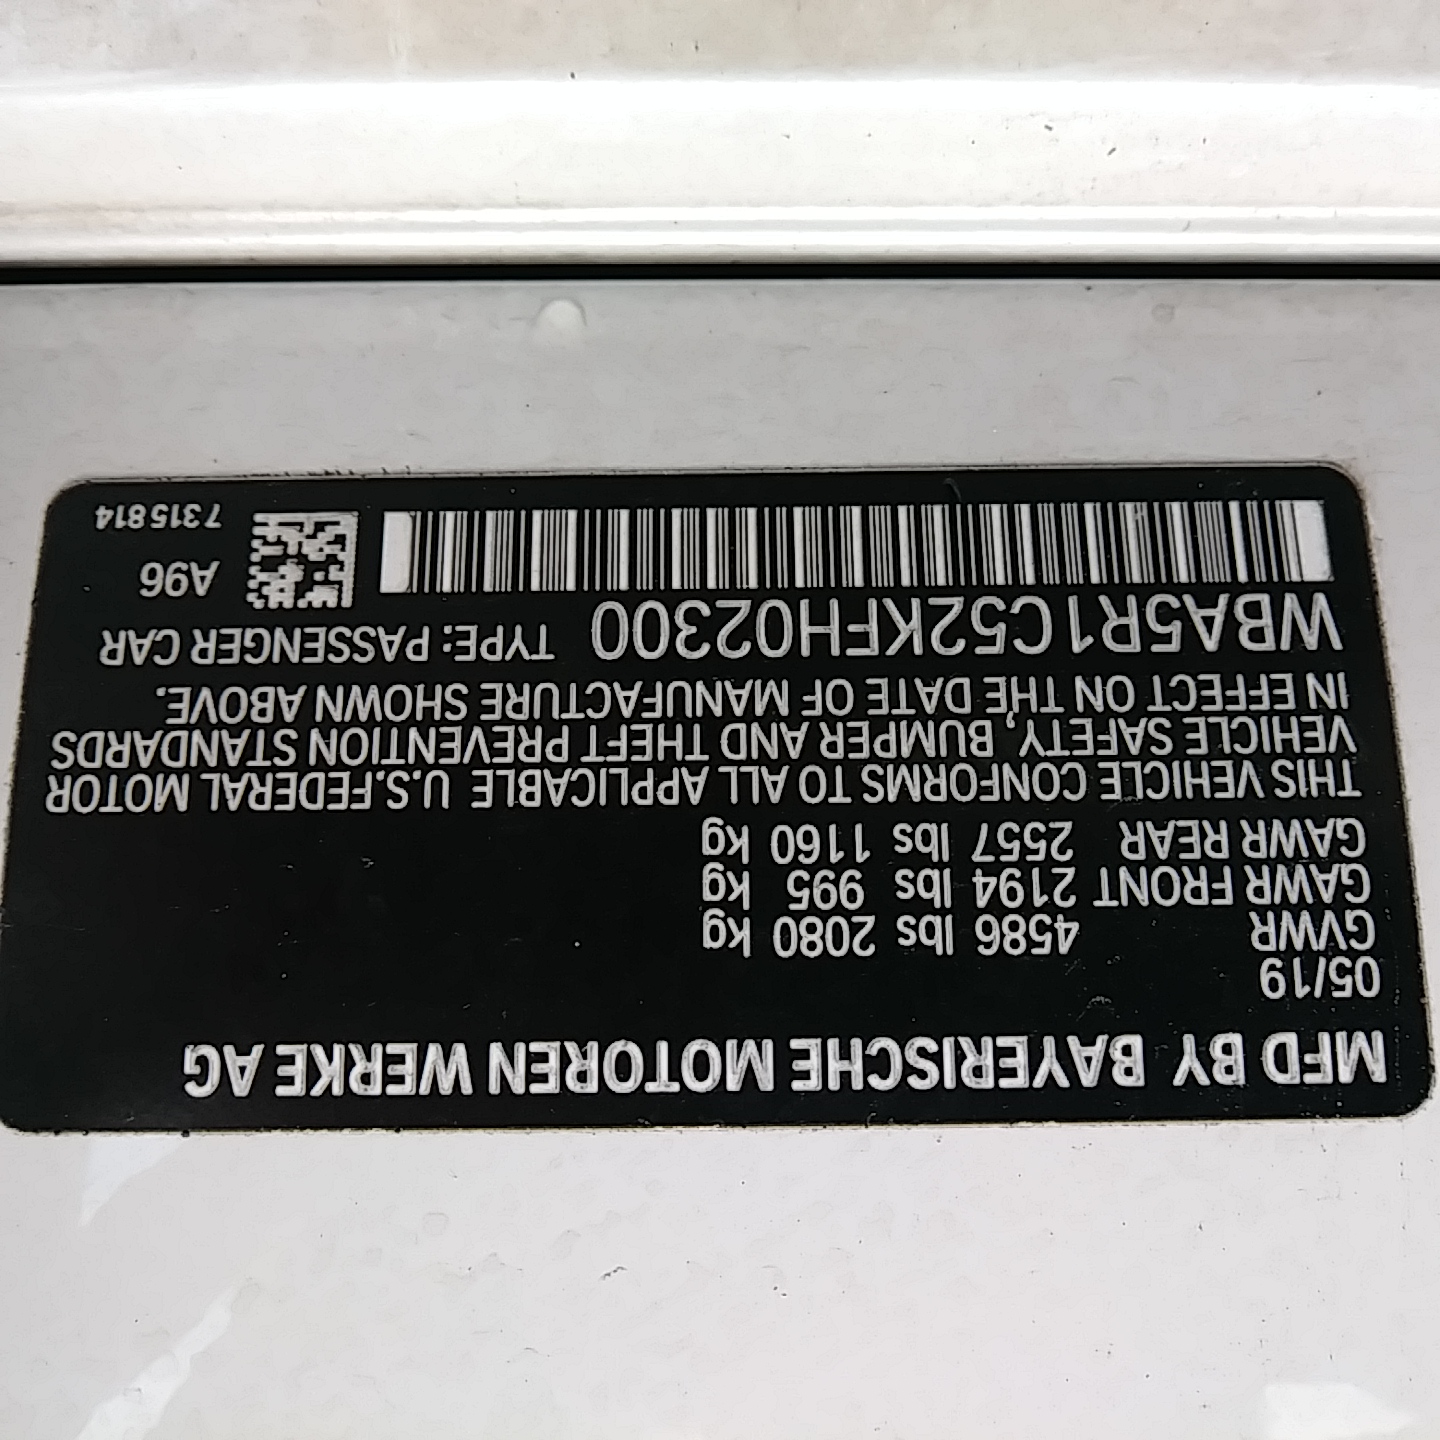 MFD BY BAYERISCHE MOTOREN WERKE AG
05/19
GVWR 4586 lbs 2080 kg
GAWR FRONT 2194 lbs 995 kg
GAWR REAR 2557 lbs 1160 kg
THIS VEHICLE CONFORMS TO ALL APPLICABLE U.S.FEDERAL MOTOR
VEHICLE SAFETY, BUMPER AND THEFT PREVENTION STANDARDS
IN EFFECT ON THE DATE OF MANUFACTURE SHOWN ABOVE.
WBA5R1C52KFH02300 TYPE: PASSENGER CAR
A96
7315814